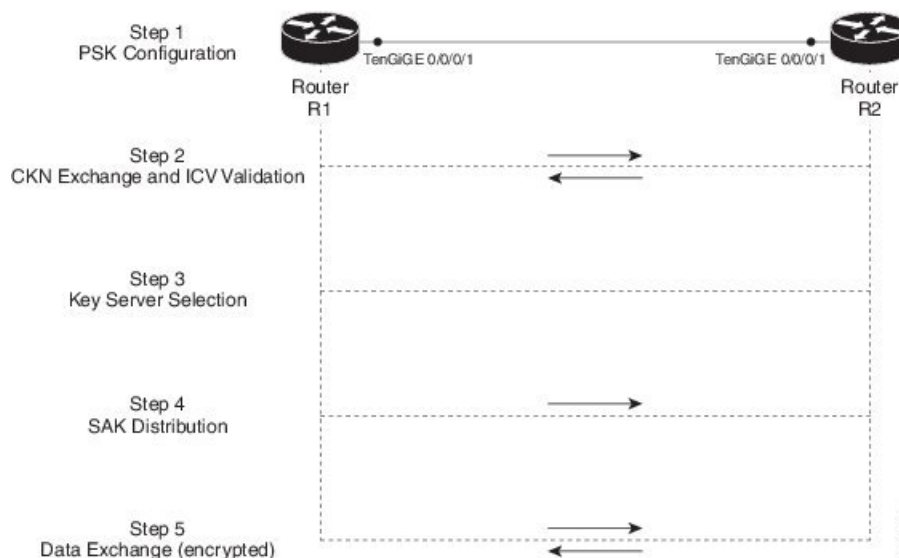 Step 1
PSK Configuration
TenGiGE 0/0/0/1
TenGiGE 0/0/0/1
Router
R1
Router
R2
Step 2
CKN Exchange and ICV Validation
Step 3
Key Server Selection
Step 4
SAK Distribution
Step 5
Data Exchange (encrypted)